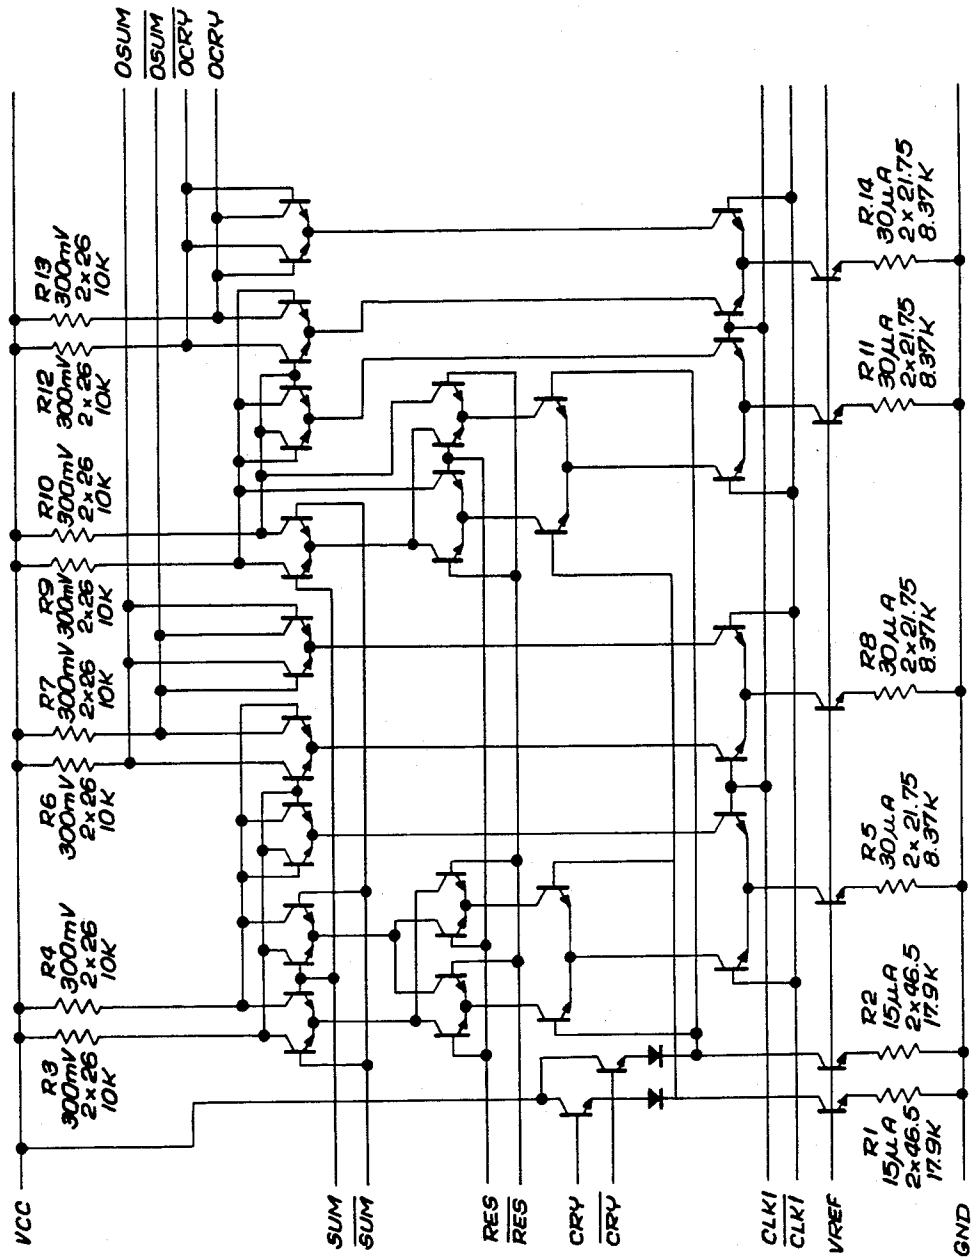 OSUM
OSUM
OCRY
OCRY
R13
300mV
2x26
10K
R12
300mV
2x26
10K
R10
300mV
2x26
10K
R9
300mV
2x26
10K
R7
300mV
2x26
10K
R6
300mV
2x26
10K
R4
300mV
2x26
10K
R3
300mV
2x26
10K
R14
30μA
2x21.75
8.37K
R11
30μA
2x21.75
8.37K
R8
30μA
2x21.75
8.37K
R5
30μA
2x21.75
8.37K
R2
15μA
2x46.5
17.9K
R1
15μA
2x46.5
17.9K
VCC
SUM
SUM
RES
RES
CRY
CRY
CLK1
CLK1
VREF
GND